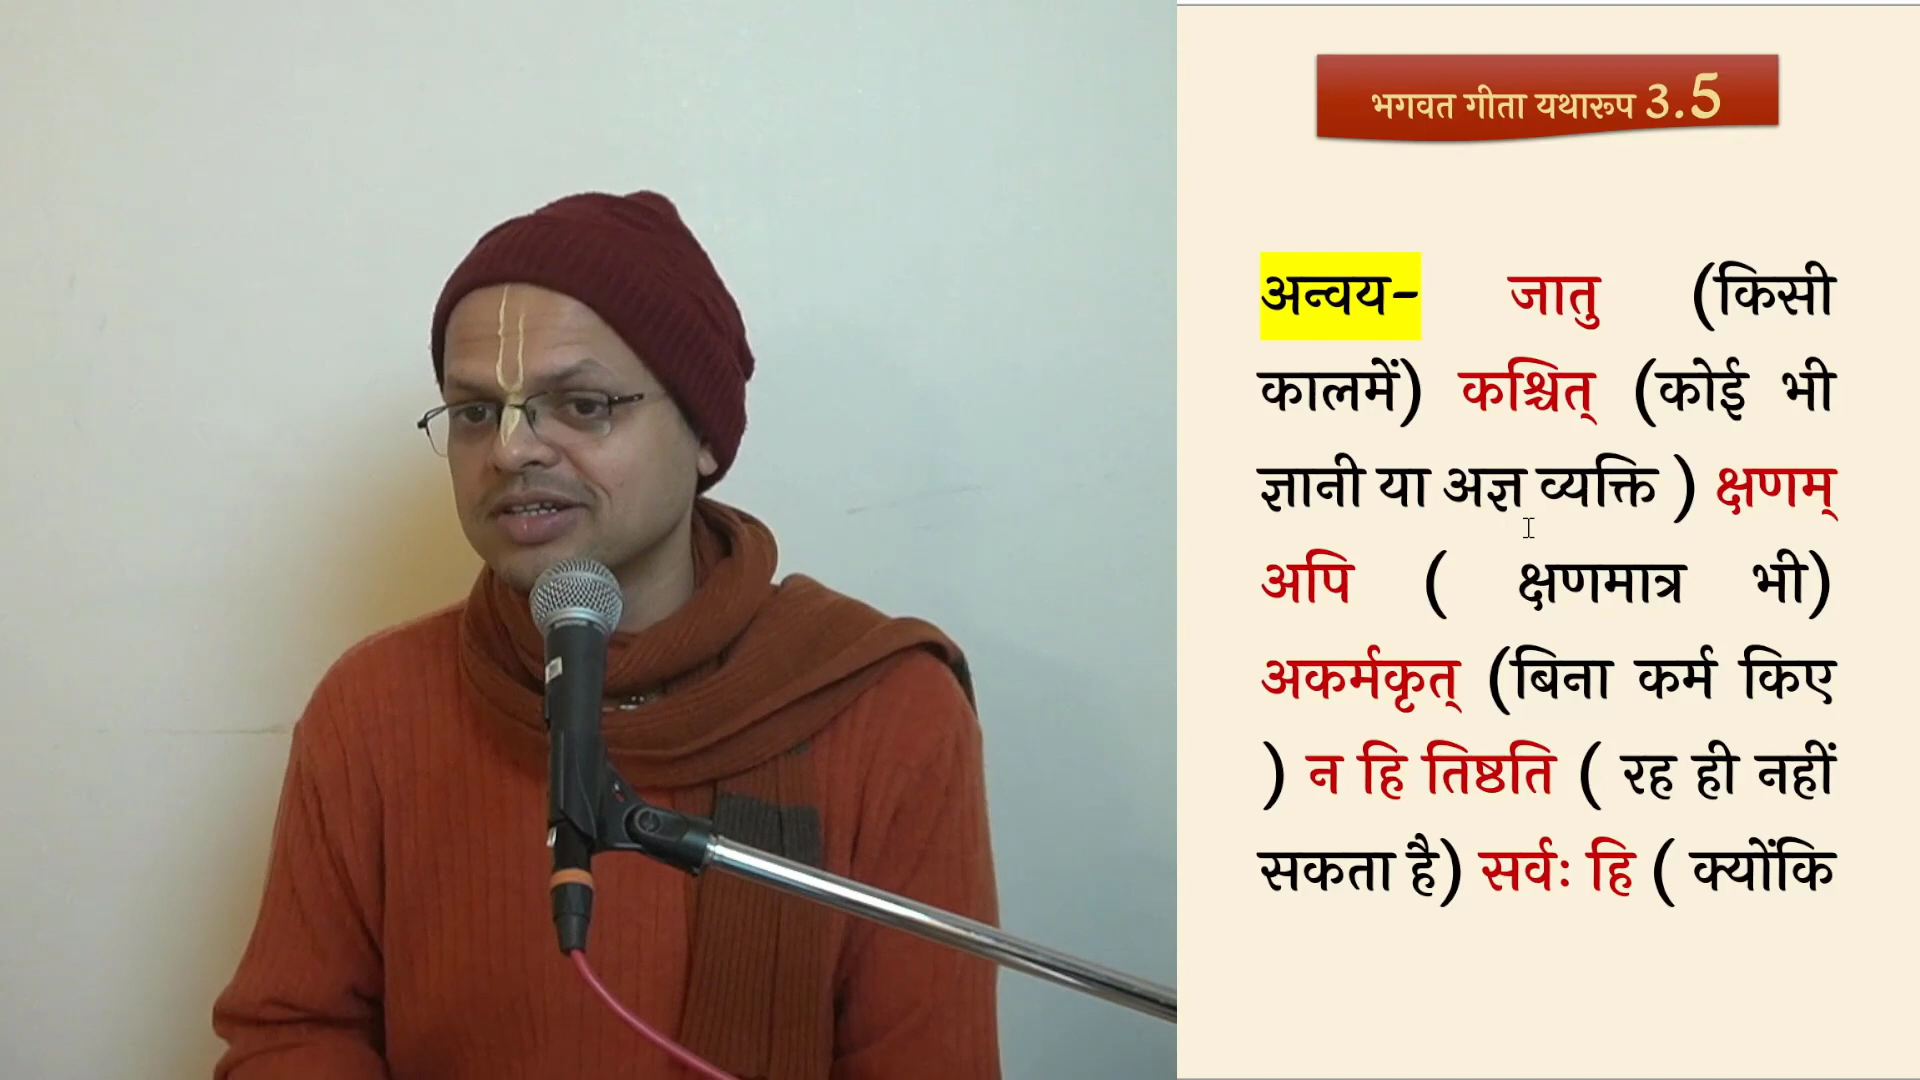 भगवत गीता यथारूप 3.5
अन्वय- जातु (किसी
कालमें) कश्चित् (कोई भी
ज्ञानी या अज्ञ व्यक्ति ) क्षणम्
अपि ( क्षणमात्र भी)
अकर्मकृत् (बिना कर्म किए
) न हि तिष्ठति ( रह ही नहीं
सकता है) सर्वः हि ( क्योंकि